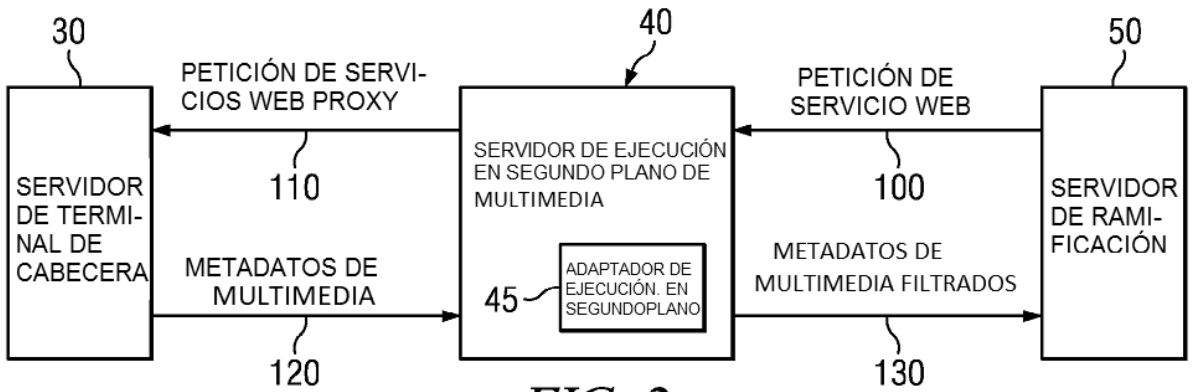 30
40
50
PETICIÓN DE SERVI-
CIOS WEB PROXY
PETICIÓN DE
SERVICIO WEB
110
100
SERVIDOR
DE TERMI-
NAL DE
CABECERA
SERVIDOR DE EJECUCIÓN
EN SEGUNDO PLANO DE
MULTIMEDIA
SERVIDOR
DE RAMI-
FICACIÓN
METADATOS DE
MULTIMEDIA
45
ADAPTADOR DE
EJECUCIÓN. EN
SEGUNDOPLANO
METADATOS DE
MULTIMEDIA FILTRADOS
120
130